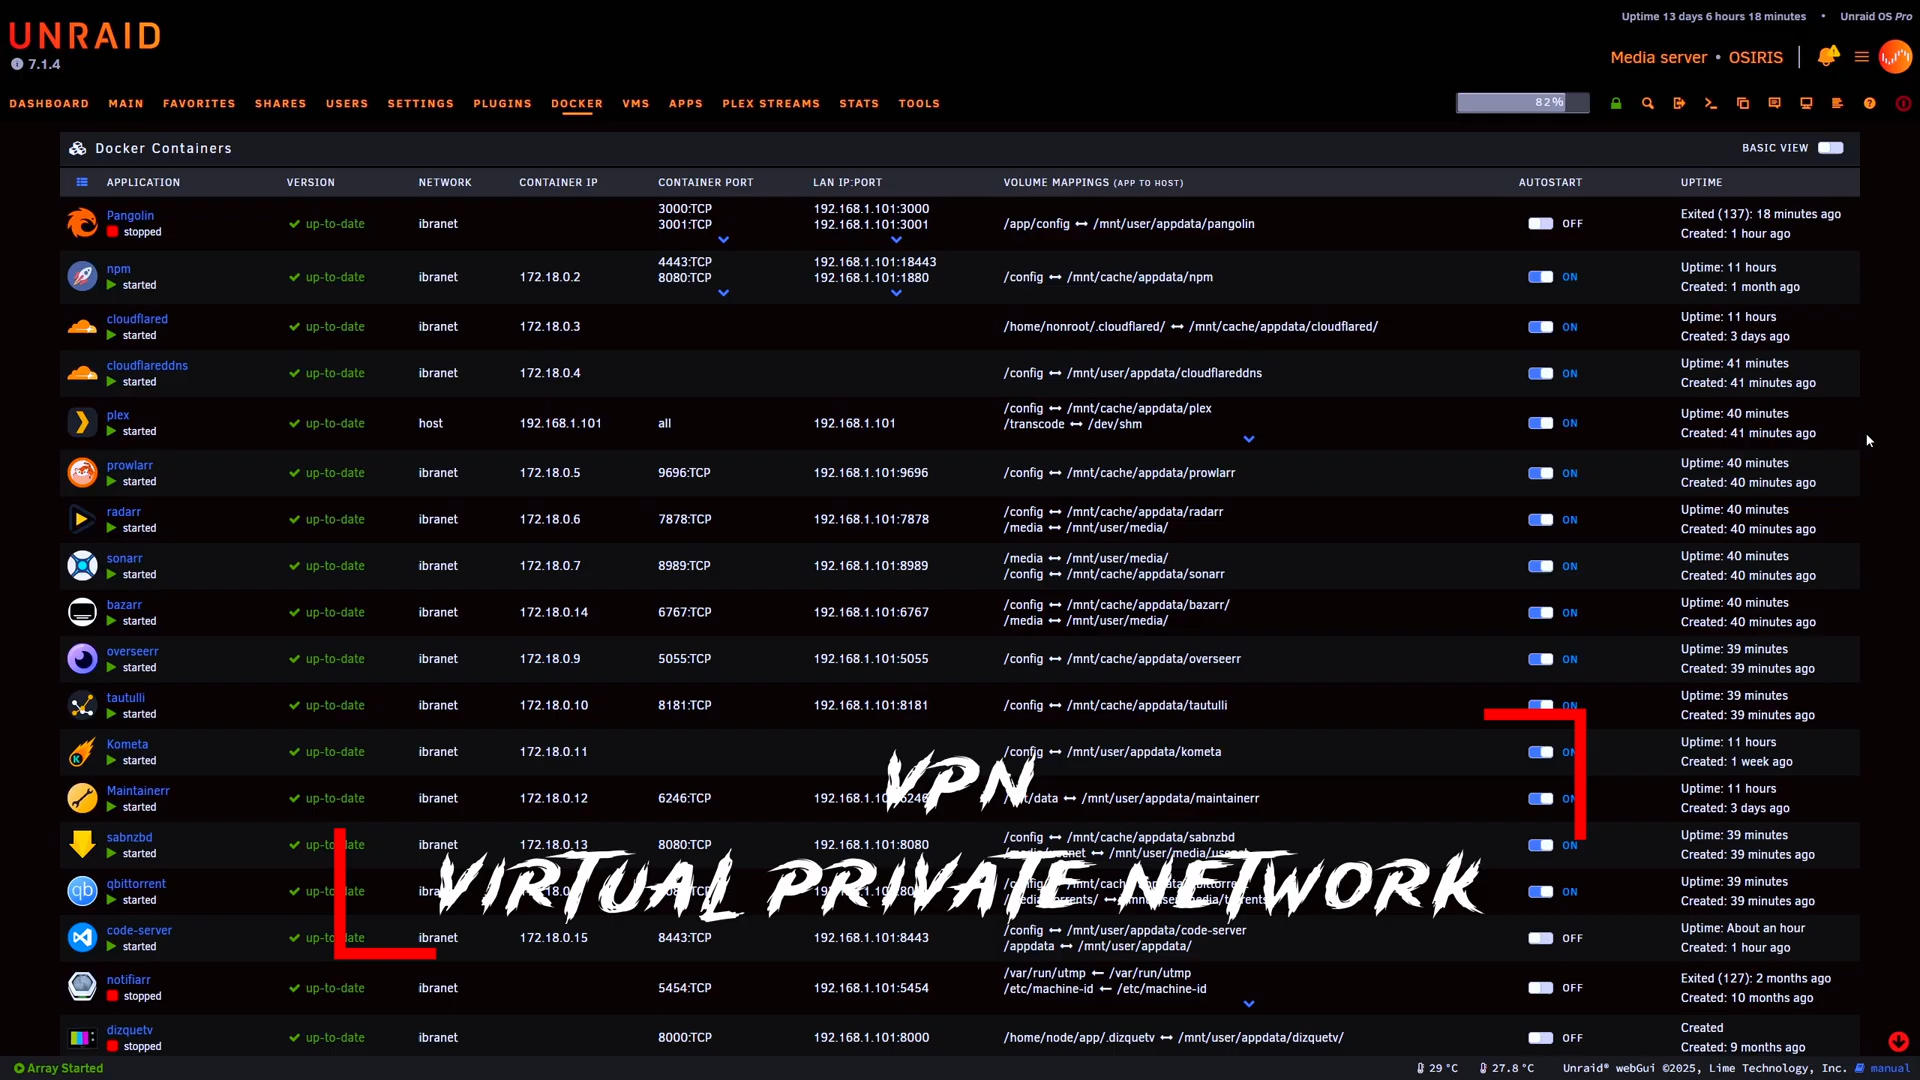 Uptime 13 days 6 hours 18 minutes • Unraid OS Pro
UNRAID
7.1.4
Media server • OSIRIS
DASHBOARD MAIN FAVORITES SHARES USERS SETTINGS PLUGINS DOCKER VMS APPS PLEX STREAMS STATS TOOLS
82%
Docker Containers
BASIC VIEW
APPLICATION VERSION NETWORK CONTAINER IP CONTAINER PORT LAN IP:PORT VOLUME MAPPINGS (APP TO HOST) AUTOSTART UPTIME
Pangolin
stopped
up-to-date
ibranet
3000:TCP
3001:TCP
192.168.1.101:3000
192.168.1.101:3001
/app/config ↔ /mnt/user/appdata/pangolin
OFF
Exited (137): 18 minutes ago
Created: 1 hour ago
npm
started
up-to-date
ibranet
172.18.0.2
4443:TCP
8080:TCP
192.168.1.101:18443
192.168.1.101:1880
/config ↔ /mnt/cache/appdata/npm
ON
Uptime: 11 hours
Created: 1 month ago
cloudflared
started
up-to-date
ibranet
172.18.0.3
/home/nonroot/.cloudflared/ ↔ /mnt/cache/appdata/cloudflared/
ON
Uptime: 11 hours
Created: 3 days ago
cloudflareddns
started
up-to-date
ibranet
172.18.0.4
/config ↔ /mnt/user/appdata/cloudflareddns
ON
Uptime: 41 minutes
Created: 41 minutes ago
plex
started
up-to-date
host
192.168.1.101
all
192.168.1.101
/config ↔ /mnt/cache/appdata/plex
/transcode ↔ /dev/shm
ON
Uptime: 40 minutes
Created: 41 minutes ago
prowlarr
started
up-to-date
ibranet
172.18.0.5
9696:TCP
192.168.1.101:9696
/config ↔ /mnt/cache/appdata/prowlarr
ON
Uptime: 40 minutes
Created: 40 minutes ago
radarr
started
up-to-date
ibranet
172.18.0.6
7878:TCP
192.168.1.101:7878
/config ↔ /mnt/cache/appdata/radarr
/media ↔ /mnt/user/media/
ON
Uptime: 40 minutes
Created: 40 minutes ago
sonarr
started
up-to-date
ibranet
172.18.0.7
8989:TCP
192.168.1.101:8989
/media ↔ /mnt/user/media/
/config ↔ /mnt/cache/appdata/sonarr
ON
Uptime: 40 minutes
Created: 40 minutes ago
bazarr
started
up-to-date
ibranet
172.18.0.14
6767:TCP
192.168.1.101:6767
/config ↔ /mnt/cache/appdata/bazarr/
/media ↔ /mnt/user/media/
ON
Uptime: 40 minutes
Created: 40 minutes ago
overseerr
started
up-to-date
ibranet
172.18.0.9
5055:TCP
192.168.1.101:5055
/config ↔ /mnt/cache/appdata/overseerr
ON
Uptime: 39 minutes
Created: 39 minutes ago
tautulli
started
up-to-date
ibranet
172.18.0.10
8181:TCP
192.168.1.101:8181
/config ↔ /mnt/cache/appdata/tautulli
ON
Uptime: 39 minutes
Created: 39 minutes ago
Kometa
started
up-to-date
ibranet
172.18.0.11
/config ↔ /mnt/user/appdata/kometa
ON
Uptime: 11 hours
Created: 1 week ago
VPN
Maintainerr
started
up-to-date
ibranet
172.18.0.12
6246:TCP
↔ /mnt/user/appdata/maintainerr
ON
Uptime: 11 hours
Created: 3 days ago
sabnzbd
started
ibranet
172.18.0.13
8080:TCP
192.168.1.101:8080
/config ↔ /mnt/cache/appdata/sabnzbd
ON
Uptime: 39 minutes
Created: 39 minutes ago
VIRTUAL PRIVATE NETWORK
qbittorrent
started
ON
Uptime: 39 minutes
Created: 39 minutes ago
code-server
started
ibranet
172.18.0.15
8443:TCP
192.168.1.101:8443
/config ↔ /mnt/user/appdata/code-server
/appdata ↔ /mnt/user/appdata/
OFF
Uptime: About an hour
Created: 1 hour ago
notifiarr
stopped
up-to-date
ibranet
5454:TCP
192.168.1.101:5454
/var/run/utmp ← /var/run/utmp
/etc/machine-id ← /etc/machine-id
OFF
Exited (127): 2 months ago
Created: 10 months ago
dizquetv
stopped
up-to-date
ibranet
8000:TCP
192.168.1.101:8000
/home/node/app/.dizquetv ↔ /mnt/user/appdata/dizquetv/
OFF
Created
Created: 9 months ago
Array Started
29 °C 27.8 °C Unraid® webGui ©2025, Lime Technology, Inc. manual